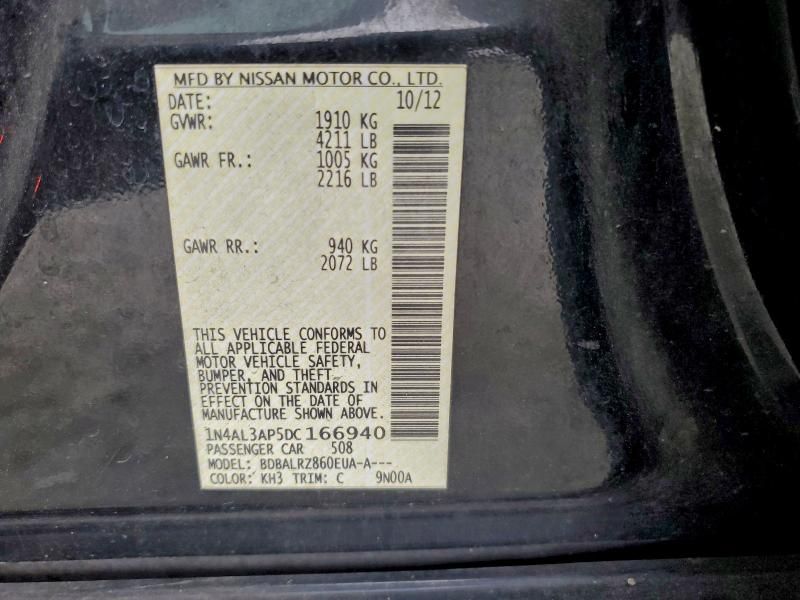 MFD BY NISSAN MOTOR CO., LTD.
DATE: 10/12
GVWR: 1910 KG
4211 LB
GAWR FR.: 1005 KG
2216 LB
GAWR RR.: 940 KG
2072 LB
THIS VEHICLE CONFORMS TO
ALL APPLICABLE FEDERAL
MOTOR VEHICLE SAFETY,
BUMPER, AND THEFT
PREVENTION STANDARDS IN
EFFECT ON THE DATE OF
MANUFACTURE SHOWN ABOVE.
1N4AL3AP5DC166940
PASSENGER CAR 508
MODEL: BDBALRZ860EUA-A---
COLOR: KH3 TRIM: C 9N00A